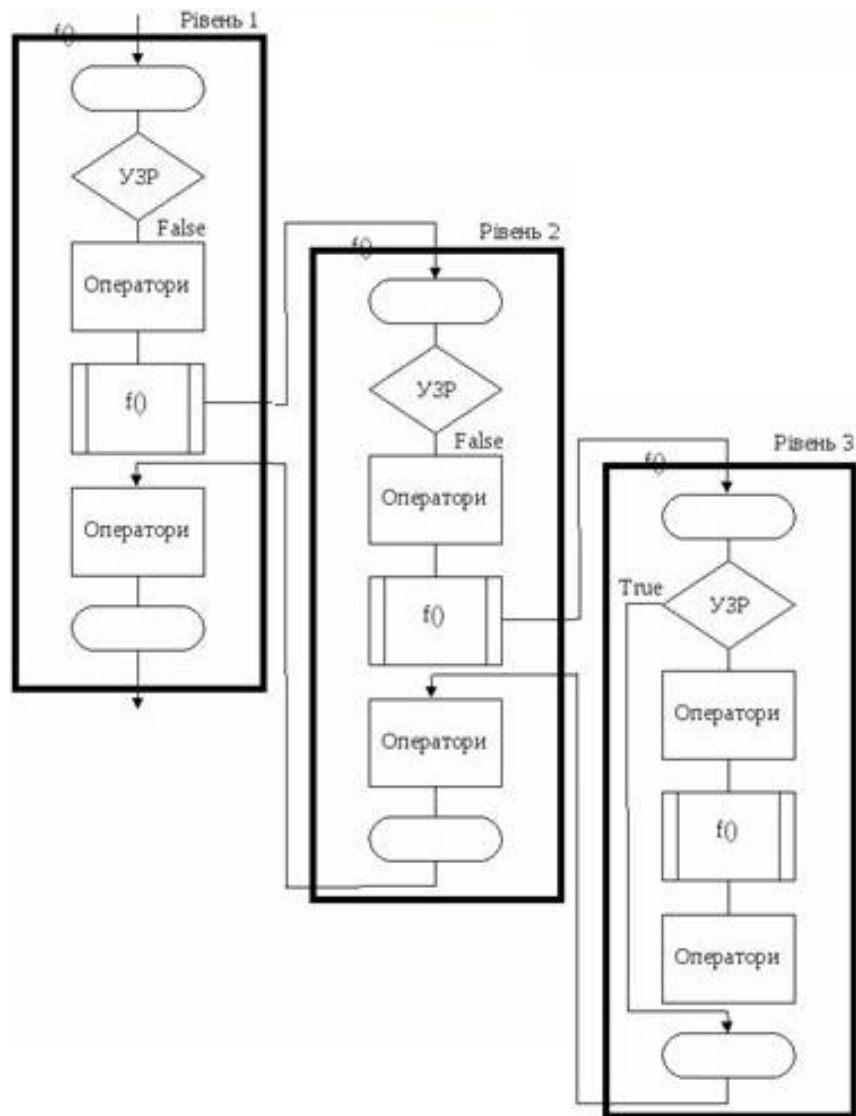 Рівень 1
f()
УЗР
False
Оператори
f()
Оператори
Рівень 2
f()
УЗР
False
Оператори
f()
Оператори
Рівень 3
f()
True
УЗР
Оператори
f()
Оператори